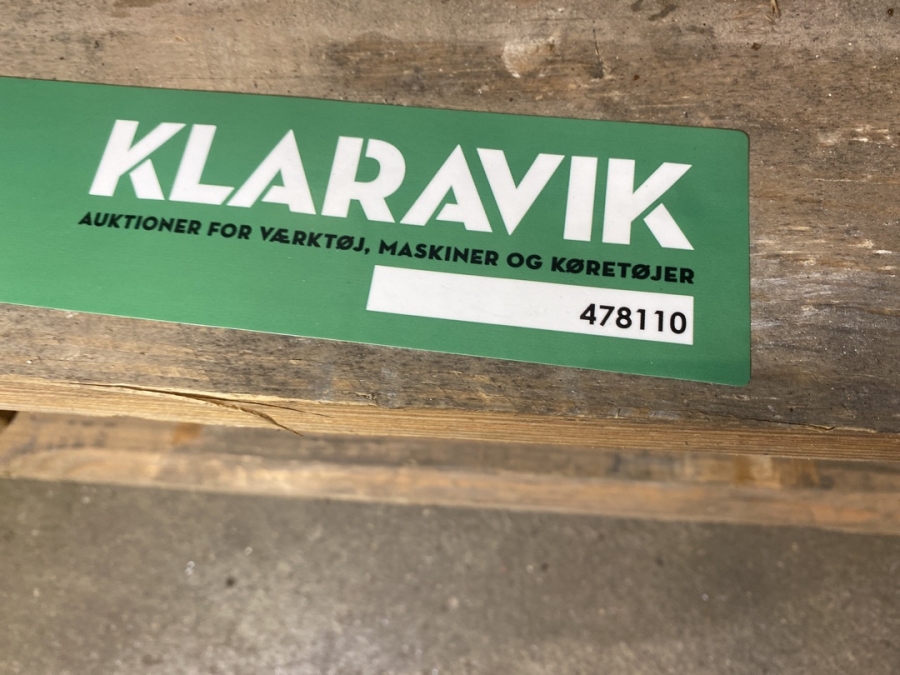 KLARAVIK
AUKTIONER FOR VÆRKTØJ, MASKINER OG KØRETØJER
478110